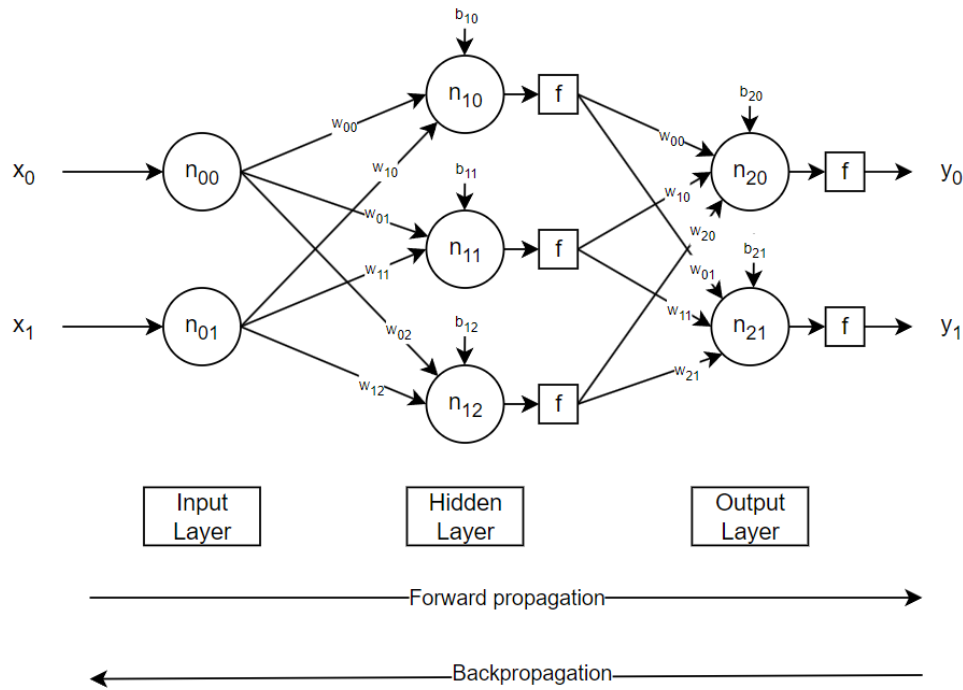 b10
n10
f
b20
w00
w00
x0
n00
w10
b11
n20
f
y0
w10
w01
w20
n11
f
b21
w11
w01
x1
n01
b12
w02
w11
n21
f
y1
w12
n12
f
w21
Input
Layer
Hidden
Layer
Output
Layer
Forward propagation
Backpropagation